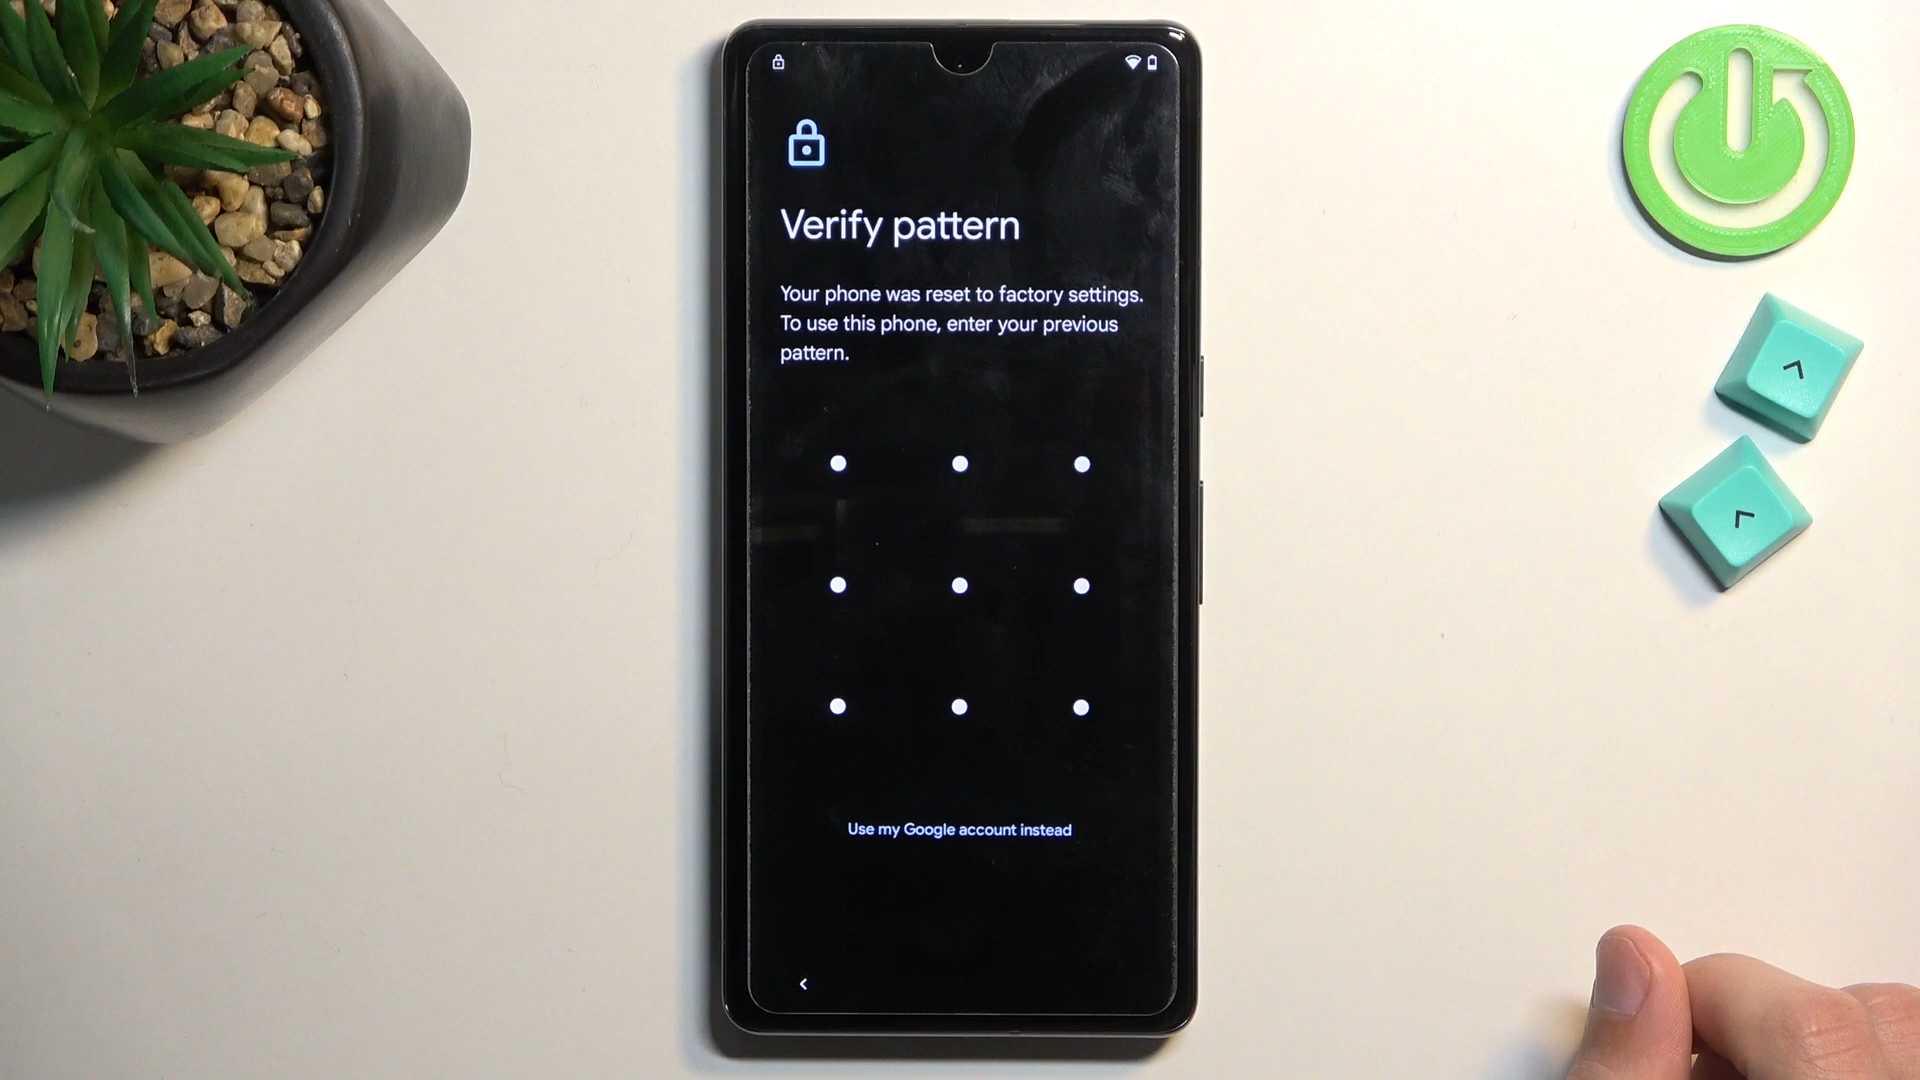 Verify pattern
Your phone was reset to factory settings.
To use this phone, enter your previous
pattern.
Use my Google account instead